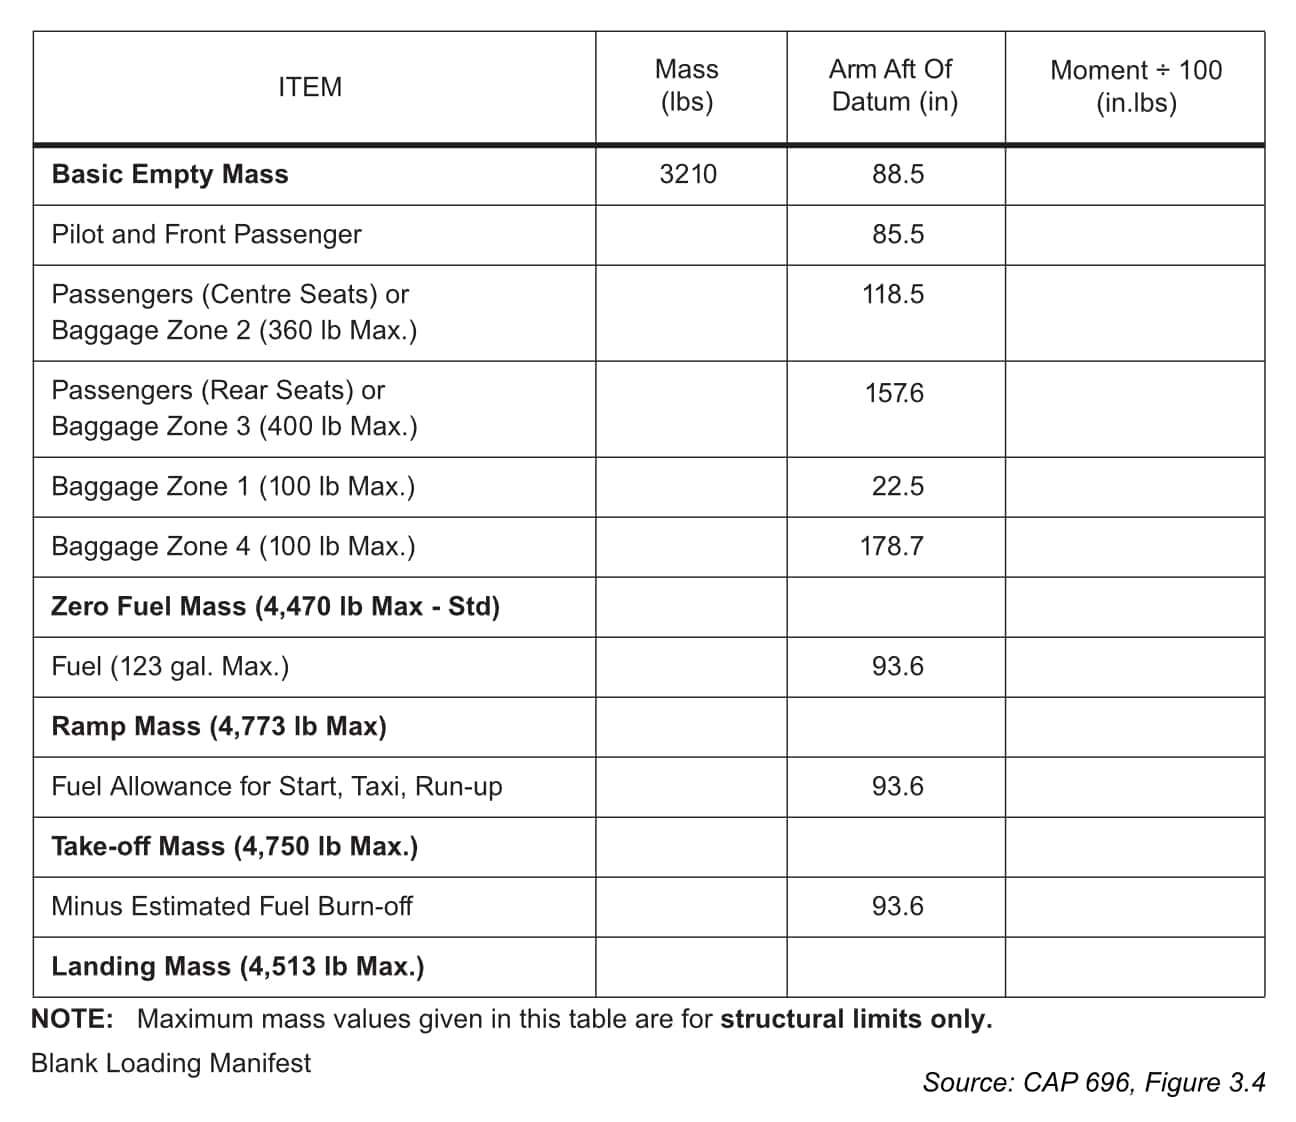 ITEM
Mass
(lbs)
Arm Aft Of
Datum (in)
Moment ÷ 100
(in.lbs)
Basic Empty Mass 3210 88.5
Pilot and Front Passenger 85.5
Passengers (Centre Seats) or 118.5
Baggage Zone 2 (360 lb Max.)
Passengers (Rear Seats) or 157.6
Baggage Zone 3 (400 lb Max.)
Baggage Zone 1 (100 lb Max.) 22.5
Baggage Zone 4 (100 lb Max.) 178.7
Zero Fuel Mass (4,470 lb Max - Std)
Fuel (123 gal. Max.) 93.6
Ramp Mass (4,773 lb Max)
Fuel Allowance for Start, Taxi, Run-up 93.6
Take-off Mass (4,750 lb Max.)
Minus Estimated Fuel Burn-off 93.6
Landing Mass (4,513 lb Max.)
NOTE: Maximum mass values given in this table are for structural limits only.
Blank Loading Manifest
Source: CAP 696, Figure 3.4